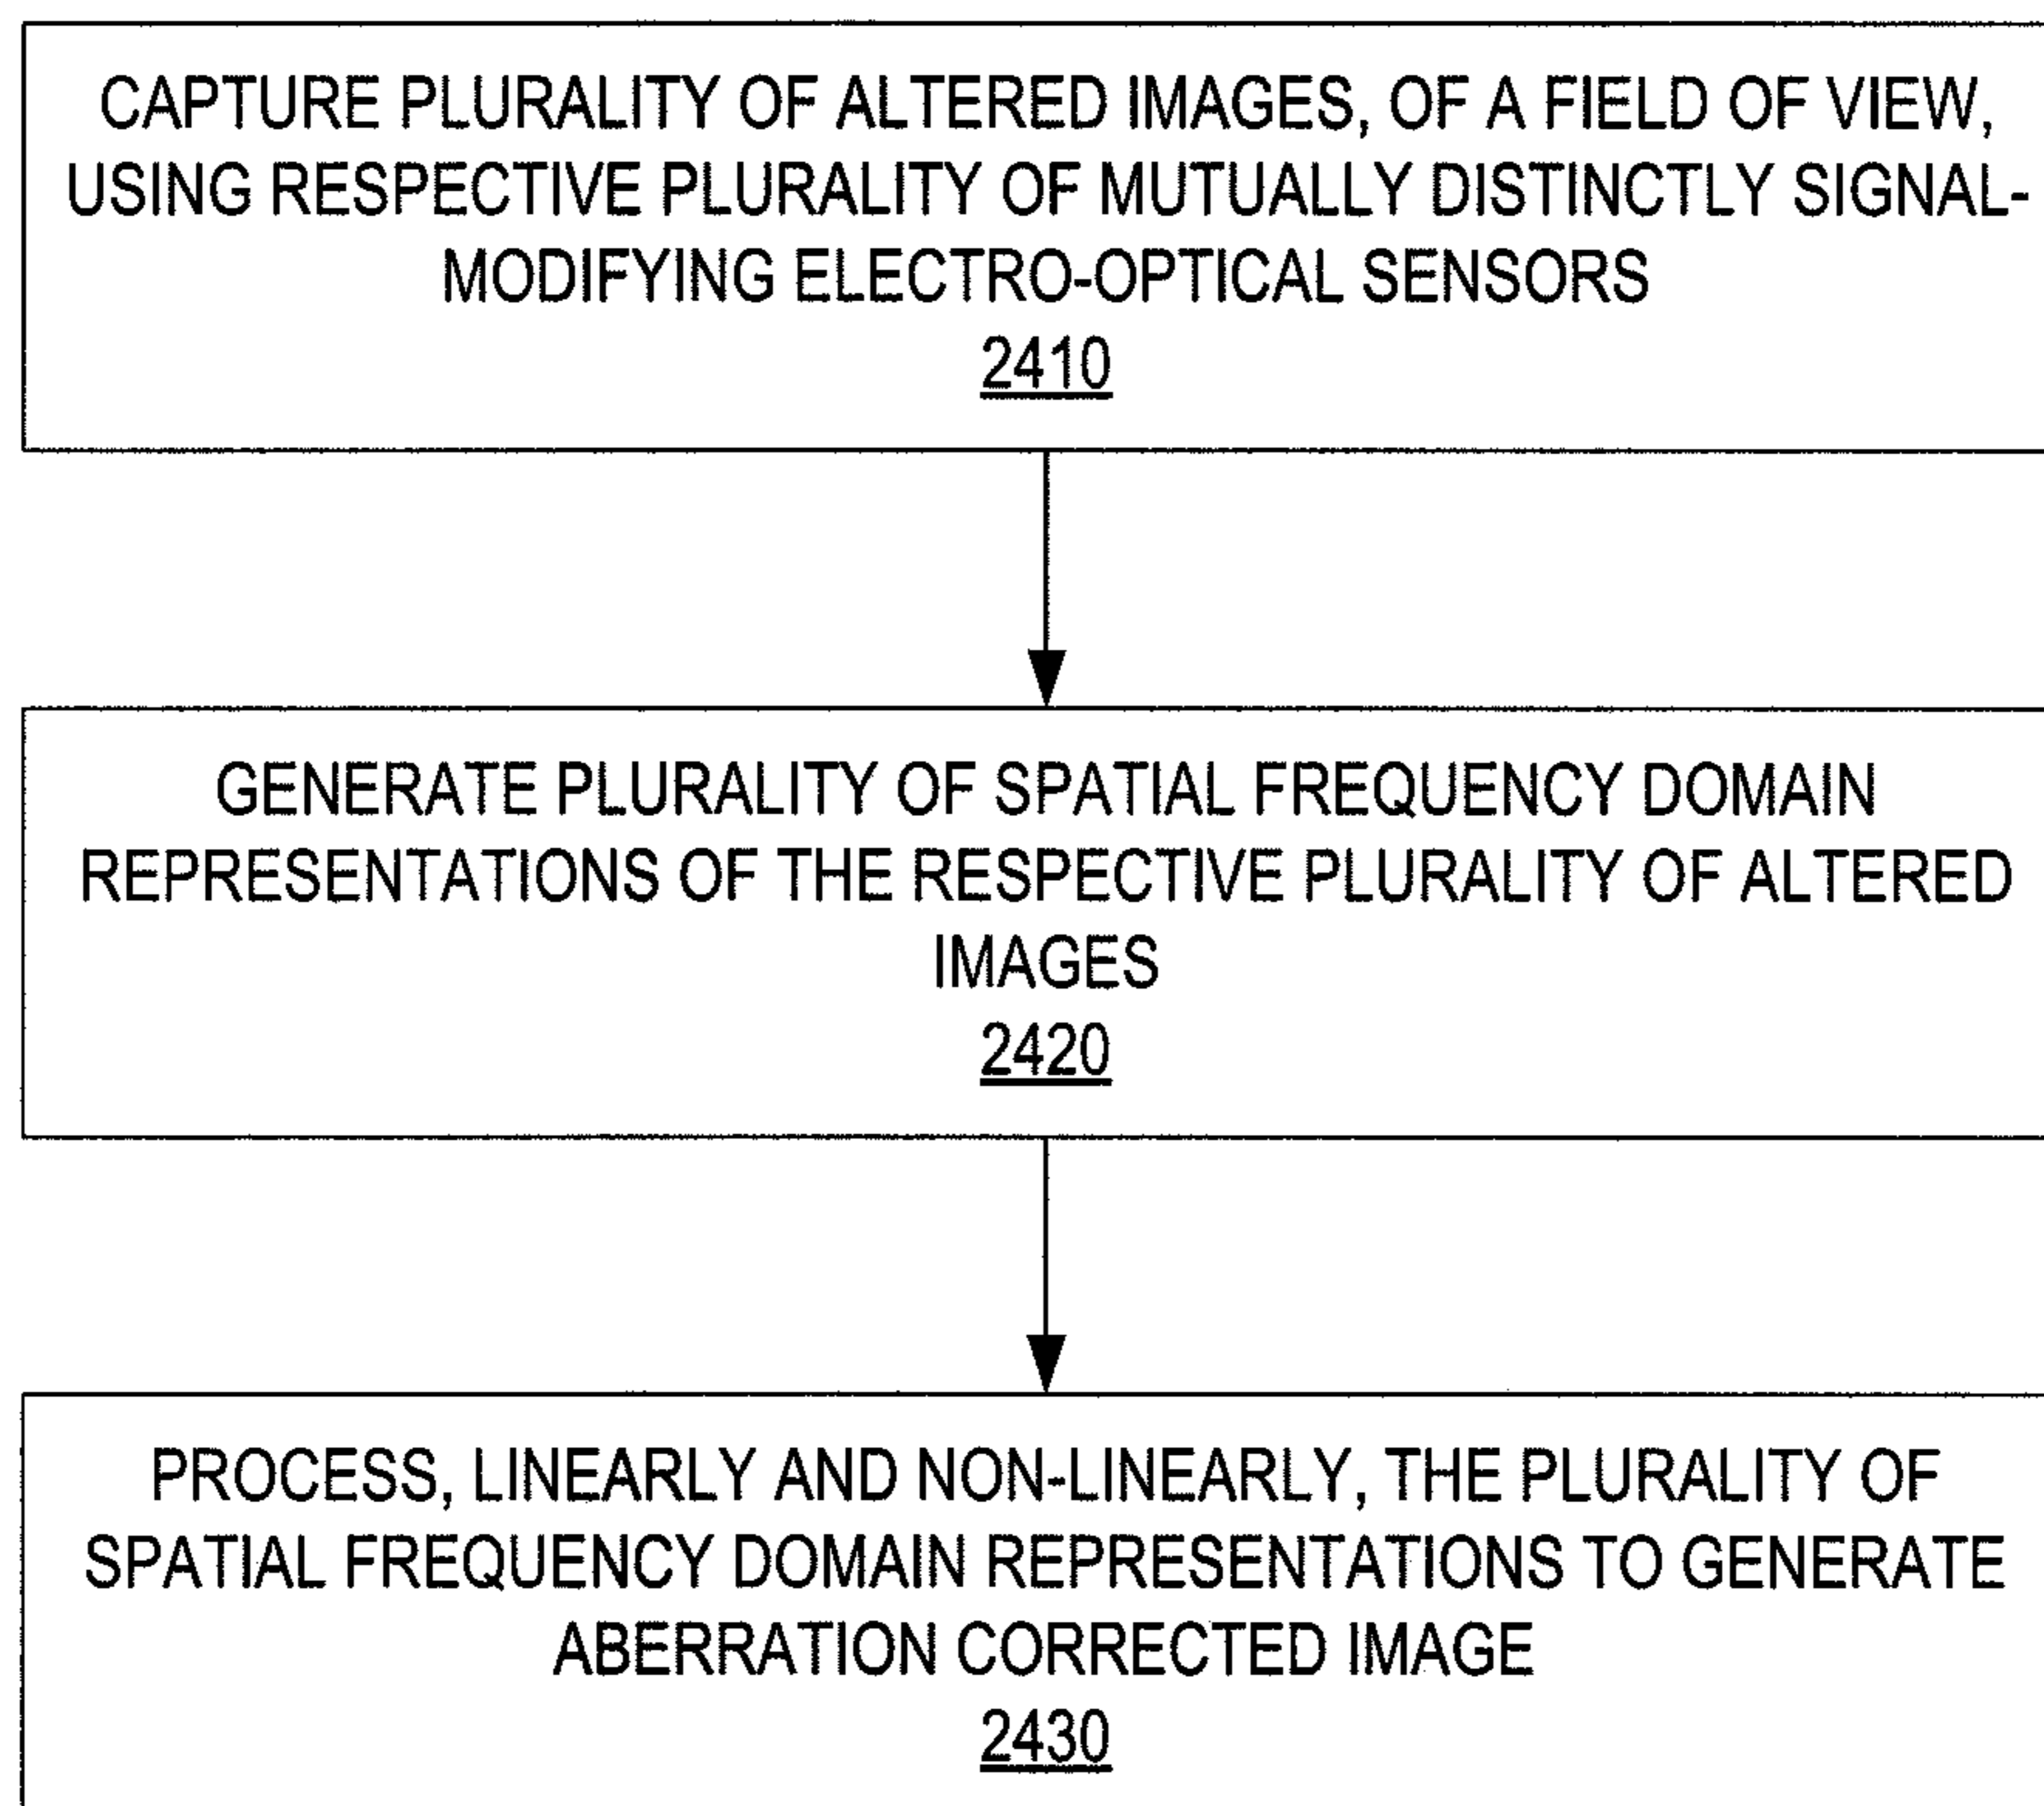 CAPTURE PLURALITY OF ALTERED IMAGES, OF A FIELD OF VIEW,
USING RESPECTIVE PLURALITY OF MUTUALLY DISTINCTLY SIGNAL-
MODIFYING ELECTRO-OPTICAL SENSORS
2410
GENERATE PLURALITY OF SPATIAL FREQUENCY DOMAIN
REPRESENTATIONS OF THE RESPECTIVE PLURALITY OF ALTERED
IMAGES
2420
PROCESS, LINEARLY AND NON-LINEARLY, THE PLURALITY OF
SPATIAL FREQUENCY DOMAIN REPRESENTATIONS TO GENERATE
ABERRATION CORRECTED IMAGE
2430